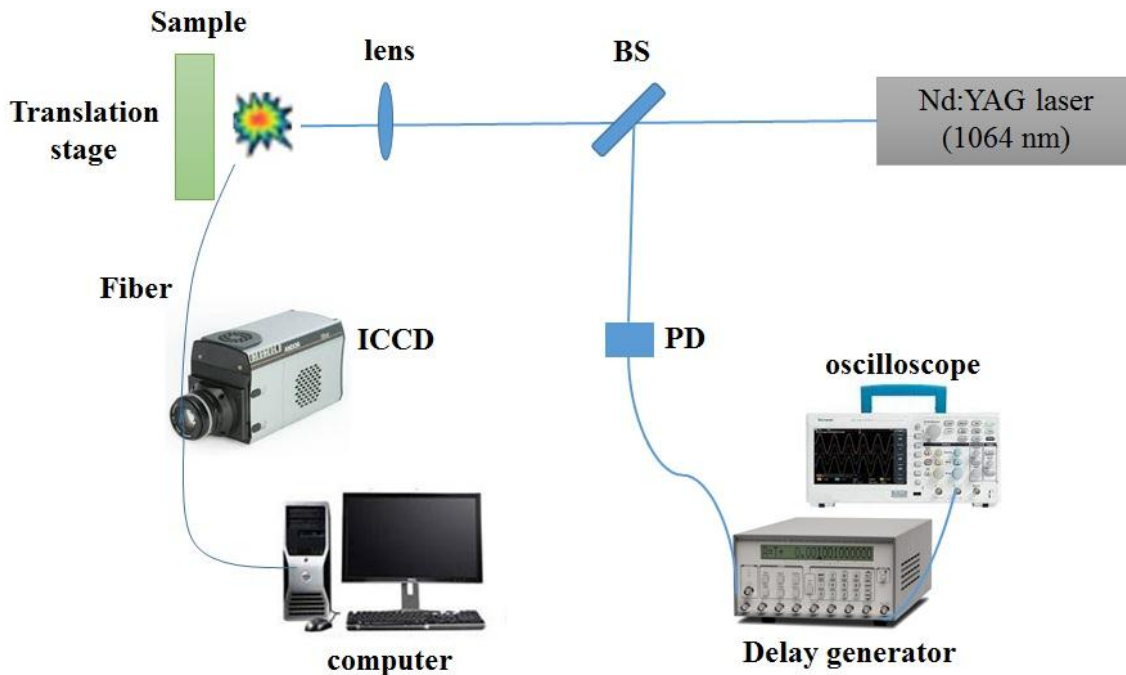 Sample
lens
BS
Nd:YAG laser
(1064 nm)
Translation
stage
Fiber
ICCD
PD
oscilloscope
computer
Delay generator